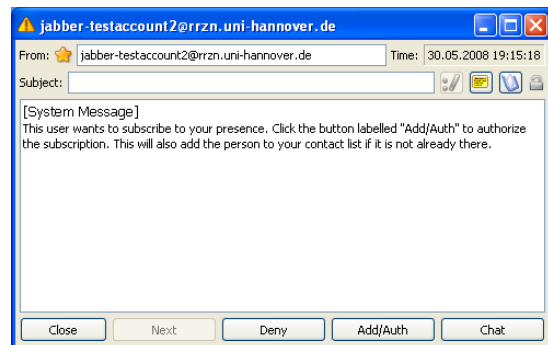 jabber-testaccount2@rrzn.uni-hannover.de
From: jabber-testaccount2@rrzn.uni-hannover.de Time: 30.05.2008 19:15:18
Subject:
[System Message]
This user wants to subscribe to your presence. Click the button labelled "Add/Auth" to authorize
the subscription. This will also add the person to your contact list if it is not already there.
Close Next Deny Add/Auth Chat